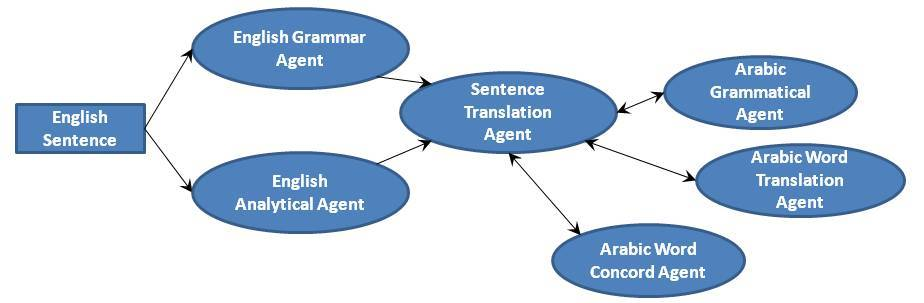 English
Sentence
English Grammar
Agent
English
Analytical Agent
Sentence
Translation
Agent
Arabic
Grammatical
Agent
Arabic Word
Translation
Agent
Arabic Word
Concord Agent